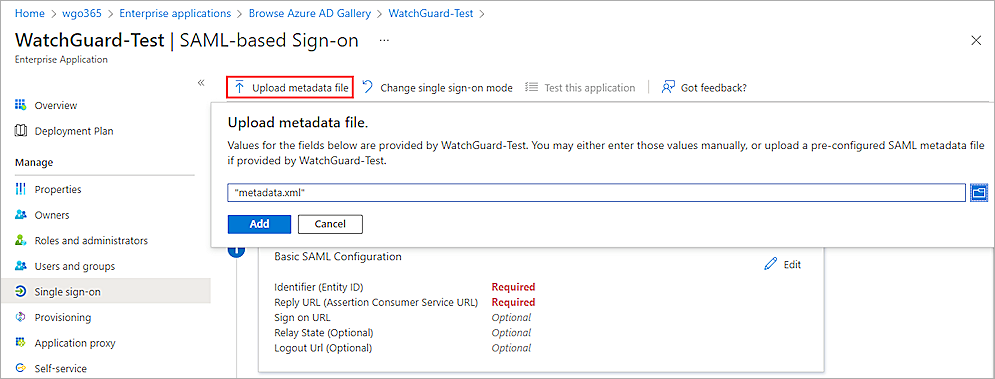 Home > wgo365 > Enterprise applications > Browse Azure AD Gallery > WatchGuard-Test >
WatchGuard-Test | SAML-based Sign-on ...
Enterprise Application
«
Upload metadata file
Change single sign-on mode
Test this application
Got feedback?
Overview
Deployment Plan
Manage
Properties
Owners
Roles and administrators
Users and groups
Single sign-on
Provisioning
Application proxy
Self-service
Upload metadata file.
Values for the fields below are provided by WatchGuard-Test. You may either enter those values manually, or upload a pre-configured SAML metadata file
if provided by WatchGuard-Test.
"metadata.xml"
Add
Cancel
Basic SAML Configuration
Edit
Identifier (Entity ID) Required
Reply URL (Assertion Consumer Service URL) Required
Sign on URL Optional
Relay State (Optional) Optional
Logout Url (Optional) Optional